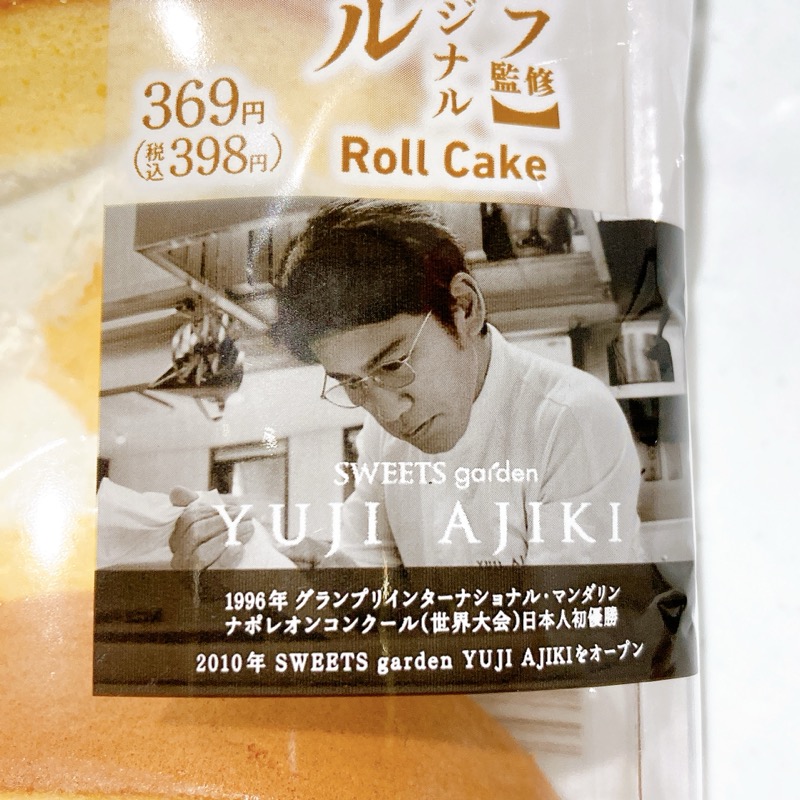 フ
監修】
ジナル
ル
369円
(税込398円)
Roll Cake
SWEETS garden
YUJI AJIKI
1996年 グランプリインターナショナル・マンダリン
ナポレオンコンクール(世界大会)日本人初優勝
2010年 SWEETS garden YUJI AJIKIをオープン